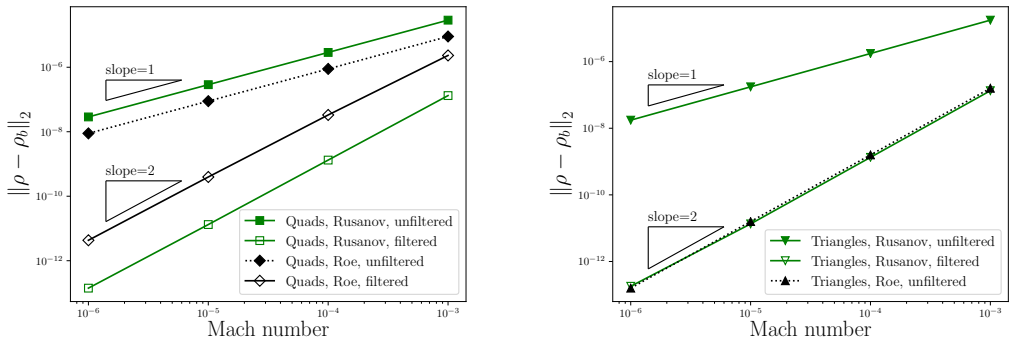 ‖ρ − ρ_b‖₂
10⁻⁶
10⁻⁸
10⁻¹⁰
10⁻¹²
slope=1
slope=2
Quads, Rusanov, unfiltered
Quads, Rusanov, filtered
Quads, Roe, unfiltered
Quads, Roe, filtered
10⁻⁶ 10⁻⁵ 10⁻⁴ 10⁻³
Mach number
‖ρ − ρ_b‖₂
10⁻⁶
10⁻⁸
10⁻¹⁰
10⁻¹²
slope=1
slope=2
Triangles, Rusanov, unfiltered
Triangles, Rusanov, filtered
Triangles, Roe, unfiltered
10⁻⁶ 10⁻⁵ 10⁻⁴ 10⁻³
Mach number